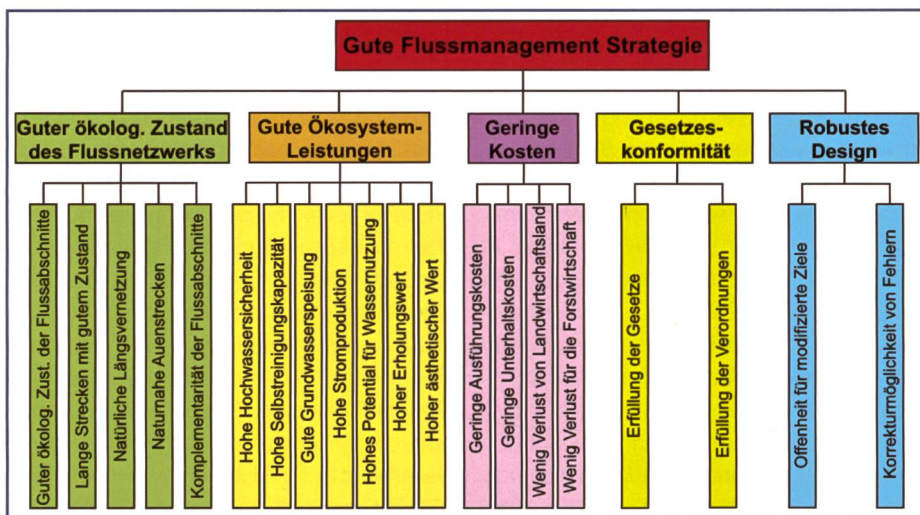 Gute Flussmanagement Strategie
Guter ökolog. Zustand
des Flussnetzwerks
Gute Ökosystem-
Leistungen
Geringe
Kosten
Gesetzes-
konformität
Robustes
Design
Guter ökolog. Zust. der Flussabschnitte
Lange Strecken mit gutem Zustand
Natürliche Längsvernetzung
Naturnahe Auenstrecken
Komplementarität der Flussabschnitte
Hohe Hochwassersicherheit
Hohe Selbstreinigungskapazität
Gute Grundwasserspeisung
Hohe Stromproduktion
Hohes Potential für Wassernutzung
Hoher Erholungswert
Hoher ästhetischer Wert
Geringe Ausführungskosten
Geringe Unterhaltskosten
Wenig Verlust von Landwirtschaftsland
Wenig Verlust für die Forstwirtschaft
Erfüllung der Gesetze
Erfüllung der Verordnungen
Offenheit für modifizierte Ziele
Korrekturmöglichkeit von Fehlern